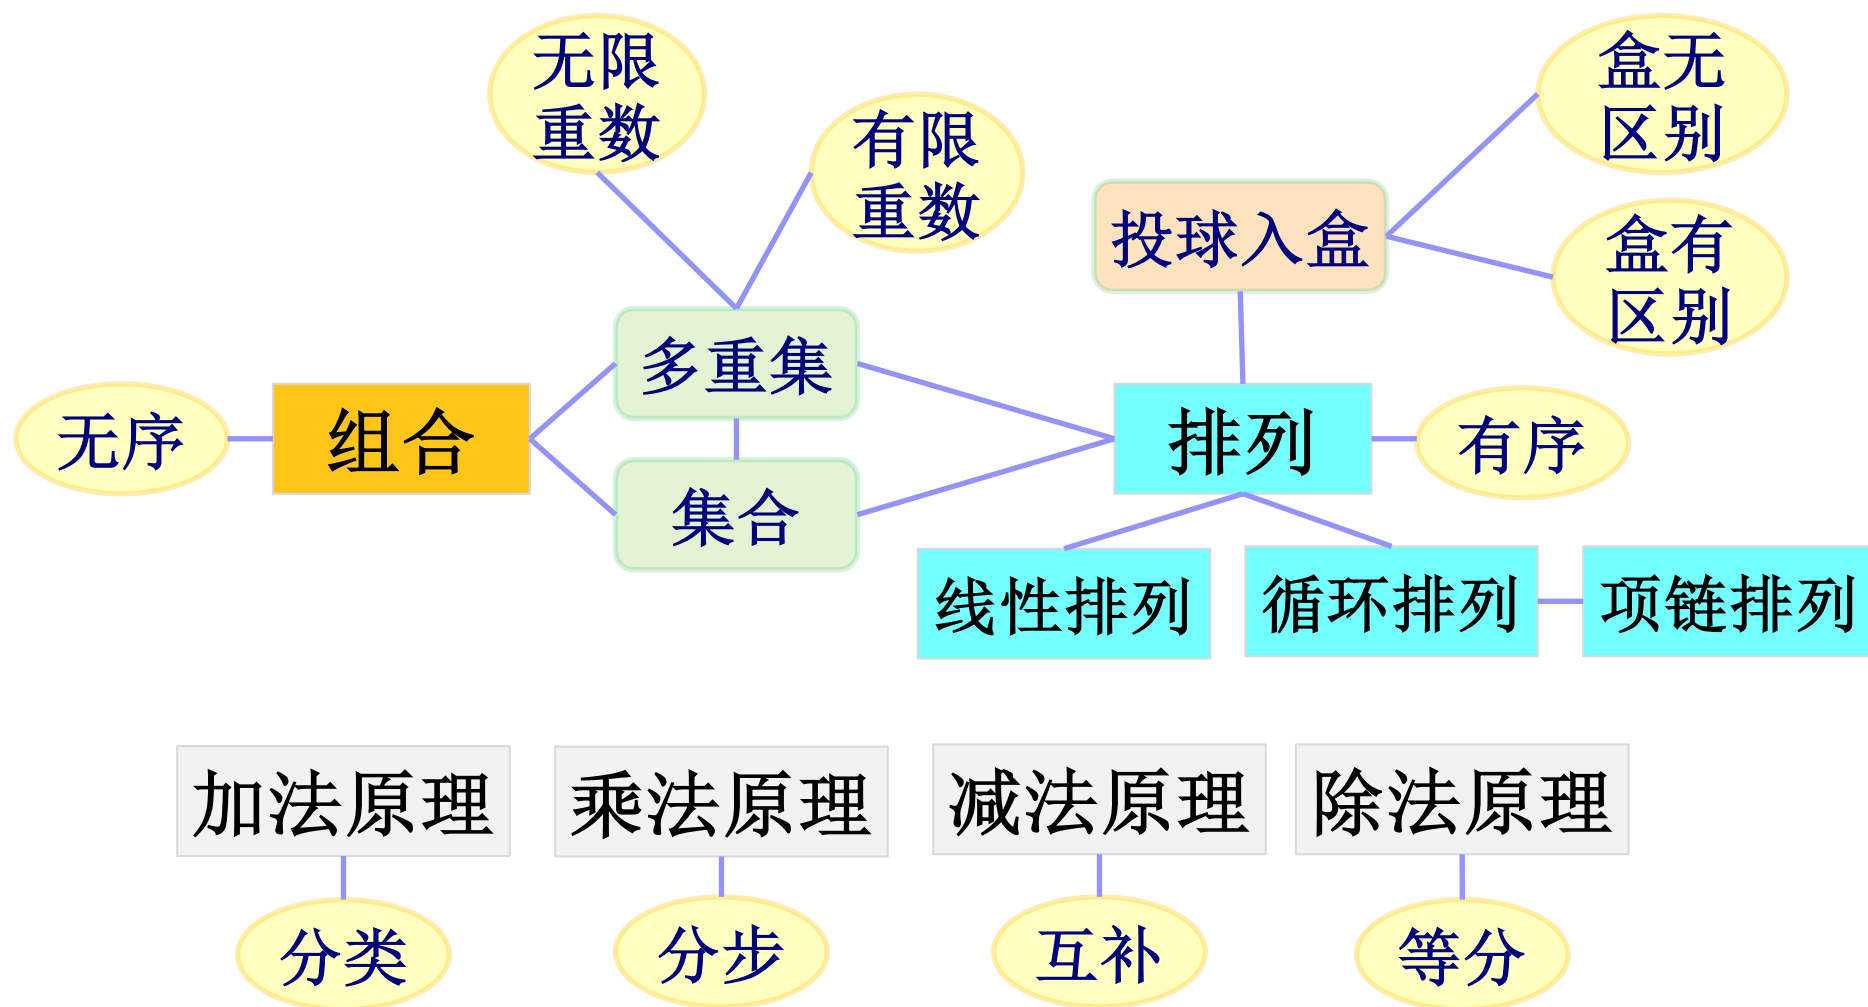 无限
重数
有限
重数
盒无
区别
投球入盒
盒有
区别
多重集
无序
组合
排列
有序
集合
线性排列
循环排列
项链排列
加法原理
乘法原理
减法原理
除法原理
分类
分步
互补
等分